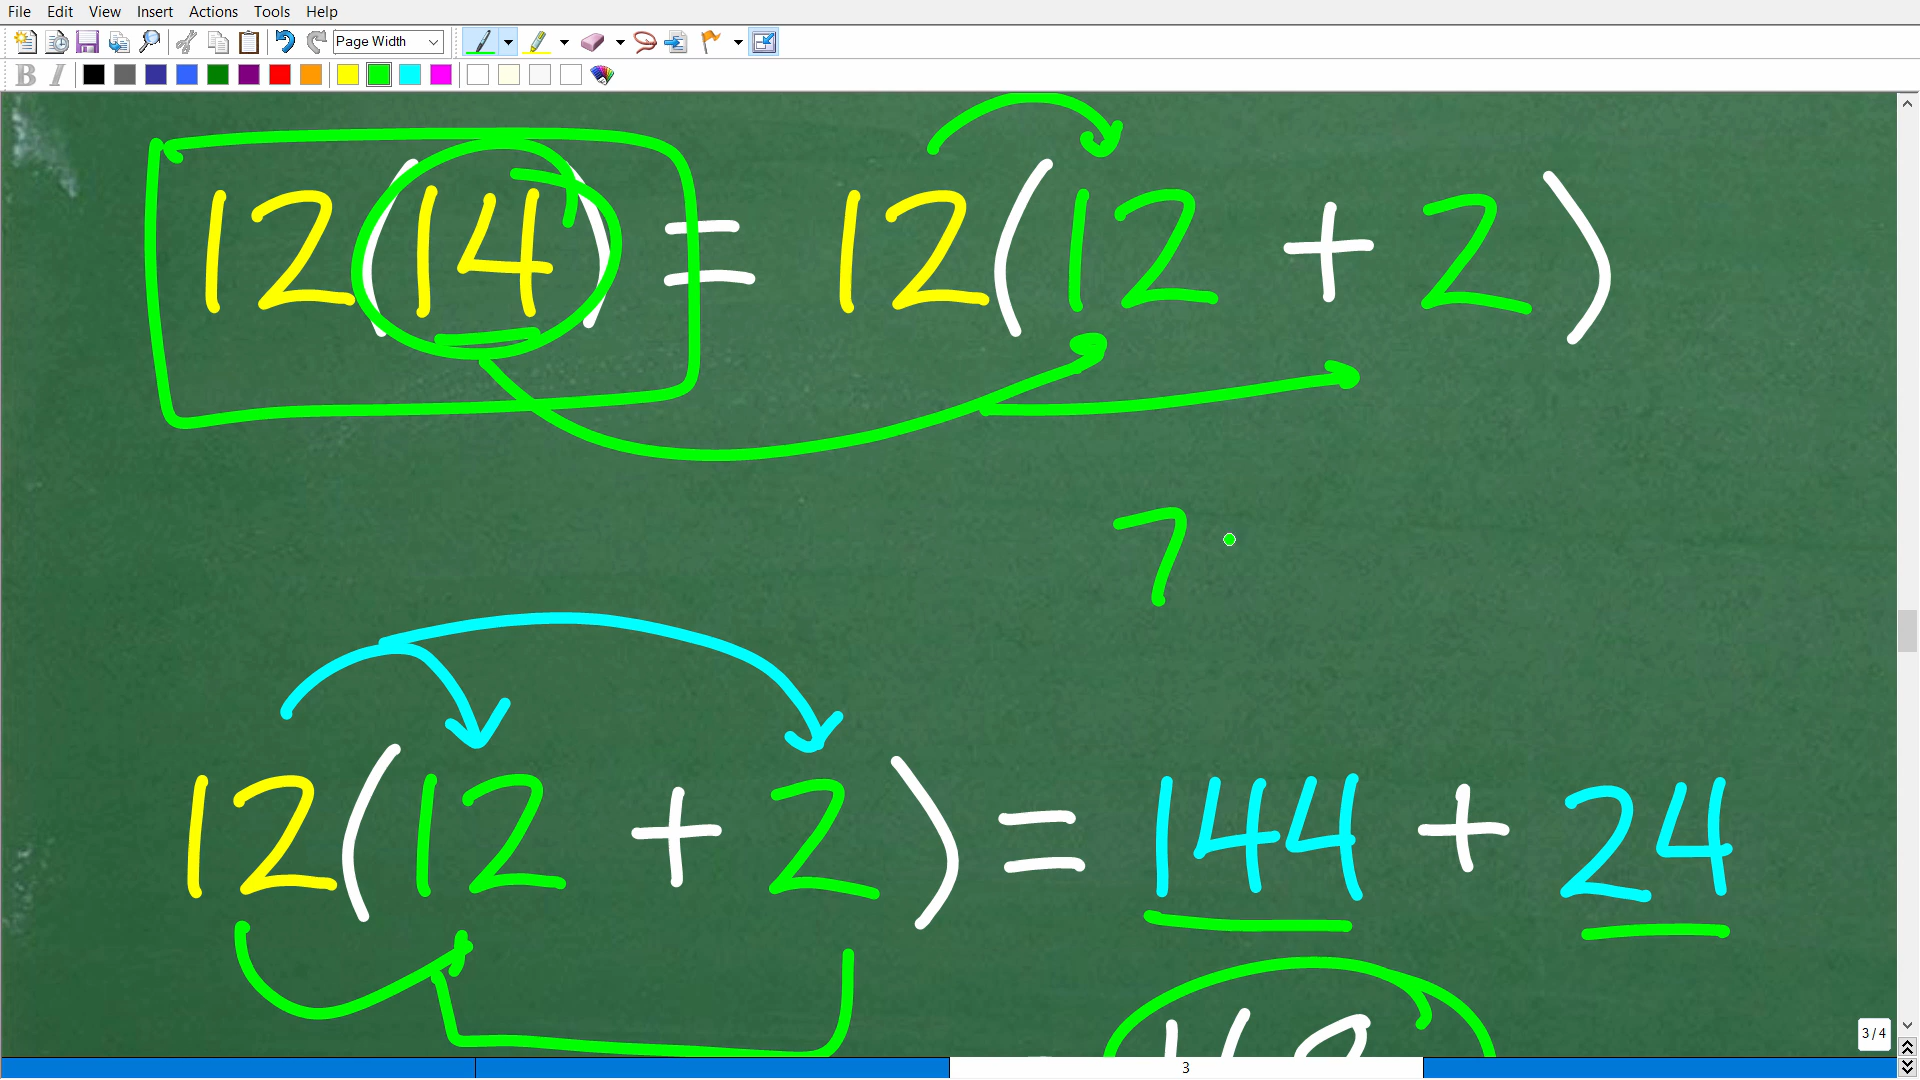 File Edit View Insert Actions Tools Help
Page Width
B I
12(14) = 12(12 + 2)
7
12(12 + 2) = 144 + 24
168
3 / 4
3